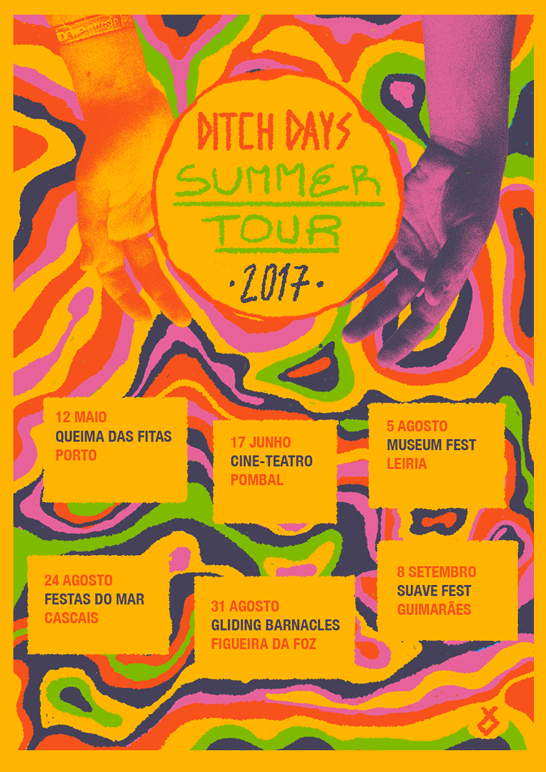 DITCH DAYS
SUMMER
TOUR
·2017·
12 MAIO
QUEIMA DAS FITAS
PORTO
17 JUNHO
CINE-TEATRO
POMBAL
5 AGOSTO
MUSEUM FEST
LEIRIA
24 AGOSTO
FESTAS DO MAR
CASCAIS
31 AGOSTO
GLIDING BARNACLES
FIGUEIRA DA FOZ
8 SETEMBRO
SUAVE FEST
GUIMARÃES